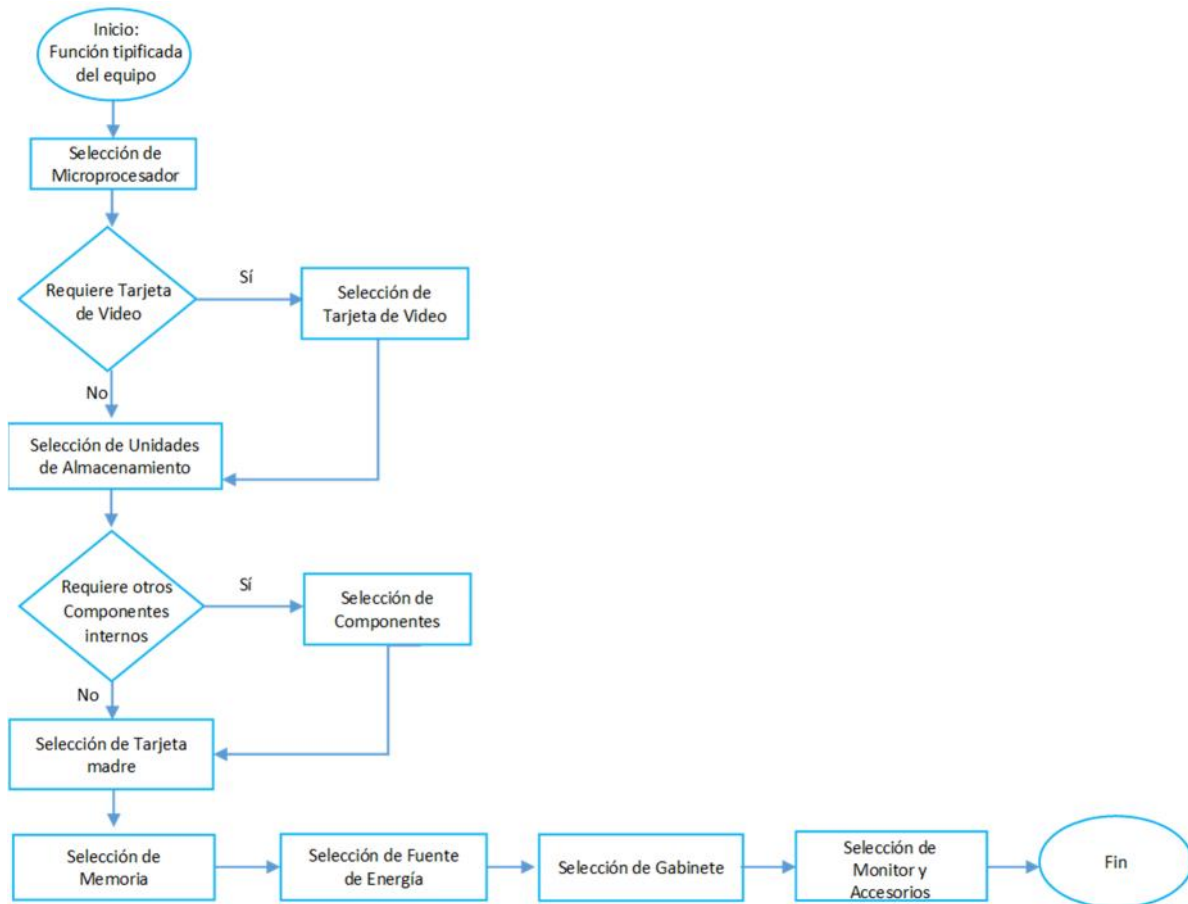 Inicio:
Función tipificada
del equipo
Selección de
Microprocesador
Requiere Tarjeta
de Video
Sí
Selección de
Tarjeta de Video
No
Selección de Unidades
de Almacenamiento
Requiere otros
Componentes
internos
Sí
Selección de
Componentes
No
Selección de Tarjeta
madre
Selección de
Memoria
Selección de Fuente
de Energía
Selección de Gabinete
Selección de
Monitor y
Accesorios
Fin